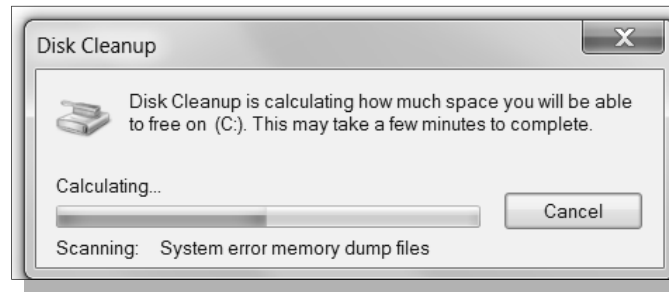 Disk Cleanup
X
Disk Cleanup is calculating how much space you will be able
to free on (C:). This may take a few minutes to complete.
Calculating...
Cancel
Scanning: System error memory dump files